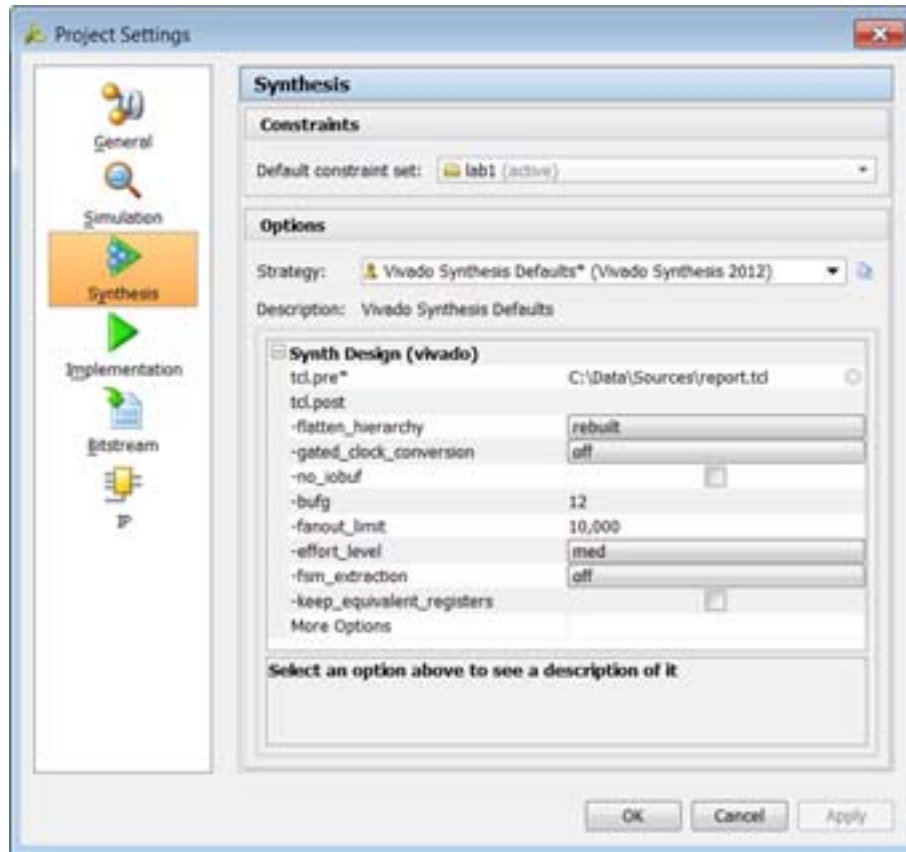 Project Settings
General
Simulation
Synthesis
Implementation
Bitstream
IP
Synthesis
Constraints
Default constraint set: lab1 (active)
Options
Strategy: Vivado Synthesis Defaults* (Vivado Synthesis 2012)
Description: Vivado Synthesis Defaults
Synth Design (vivado)
tcl.pre* C:\Data\Sources\report.tcl
tcl.post
-flatten_hierarchy rebuilt
-gated_clock_conversion off
-no_iobuf
-bufg 12
-fanout_limit 10,000
-effort_level med
-fsm_extraction off
-keep_equivalent_registers
More Options
Select an option above to see a description of it
OK Cancel Apply